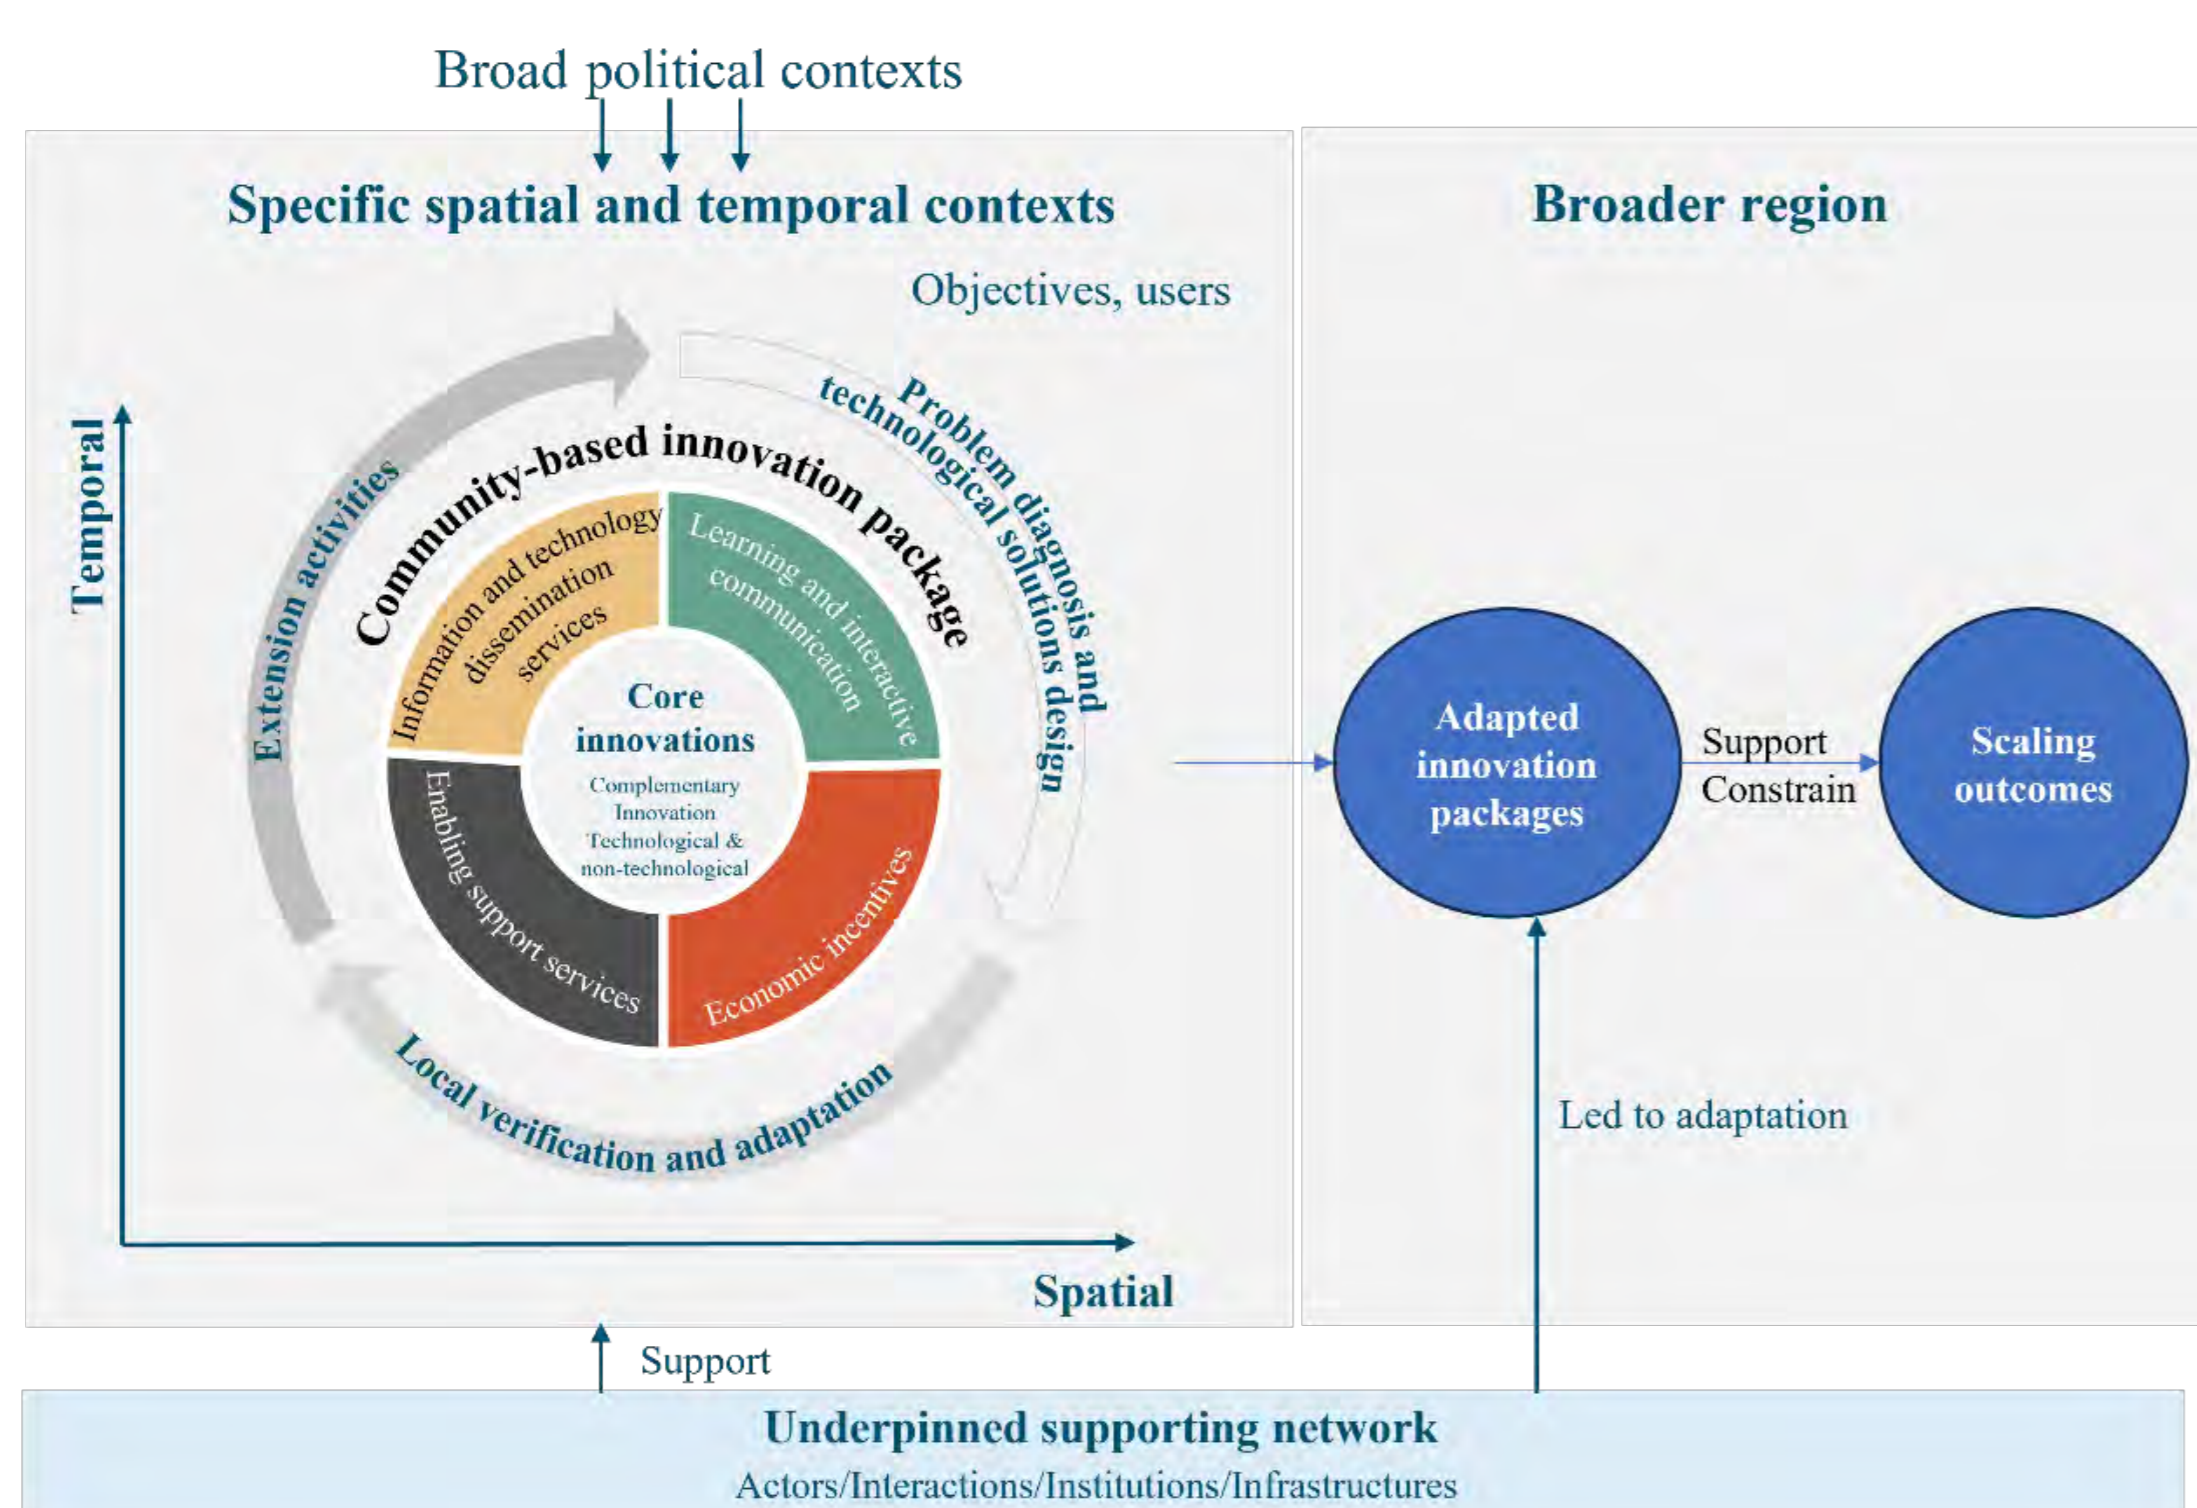 Broad political contexts
Specific spatial and temporal contexts
Objectives, users
Temporal
Spatial
Extension activities
Problem diagnosis and
technological solutions design
Local verification and adaptation
Community-based innovation package
Information and technology
dissemination
services
Learning and interactive
communication
Enabling support services
Economic incentives
Core
innovations
Complementary
Innovation
Technological &
non-technological
Broader region
Adapted
innovation
packages
Support
Constrain
Scaling
outcomes
Led to adaptation
Support
Underpinned supporting network
Actors/Interactions/Institutions/Infrastructures